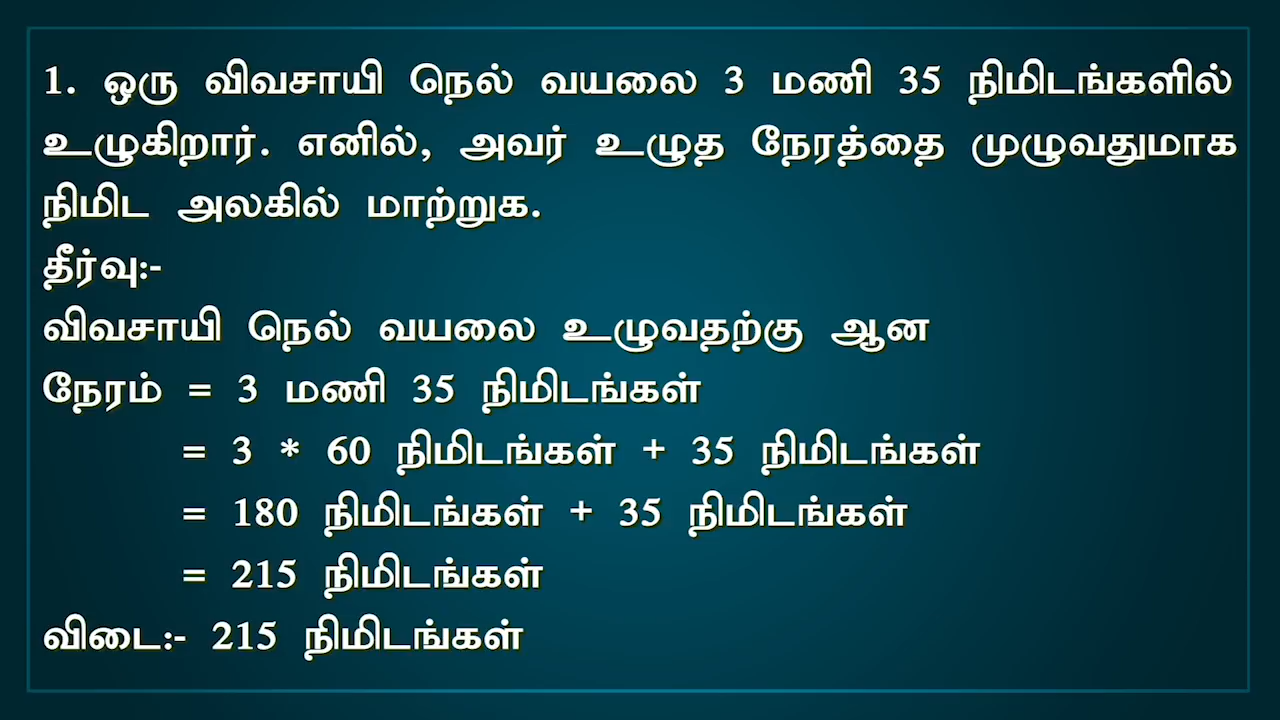 1. ஒரு விவசாயி நெல் வயலை 3 மணி 35 நிமிடங்களில்
உழுகிறார். எனில், அவர் உழுத நேரத்தை முழுவதுமாக
நிமிட அலகில் மாற்றுக.
தீர்வு:-
விவசாயி நெல் வயலை உழுவதற்கு ஆன
நேரம் = 3 மணி 35 நிமிடங்கள்
= 3 * 60 நிமிடங்கள் + 35 நிமிடங்கள்
= 180 நிமிடங்கள் + 35 நிமிடங்கள்
= 215 நிமிடங்கள்
விடை:- 215 நிமிடங்கள்